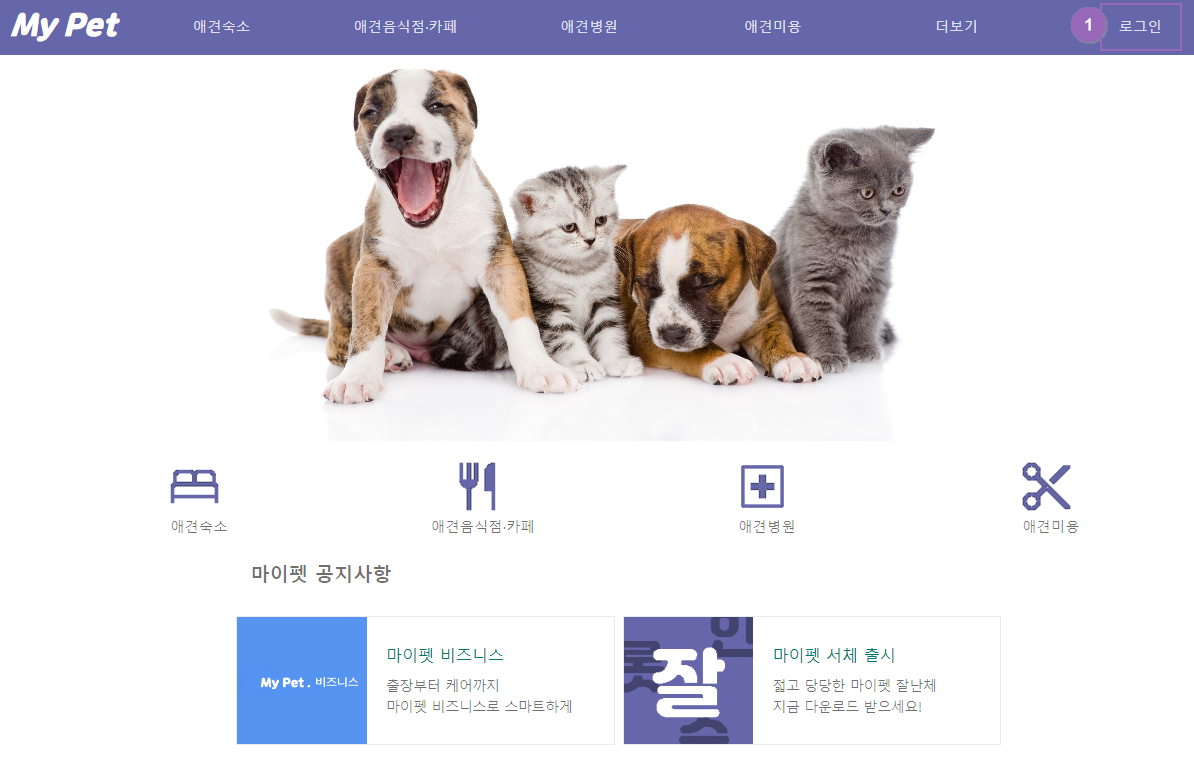 My Pet
애견숙소
애견음식점·카페
애견병원
애견미용
더보기
1
로그인
애견숙소
애견음식점·카페
애견병원
애견미용
마이펫 공지사항
My Pet . 비즈니스
마이펫 비즈니스
출장부터 케어까지
마이펫 비즈니스로 스마트하게
잘
마이펫 서체 출시
젊고 당당한 마이펫 잘난체
지금 다운로드 받으세요!